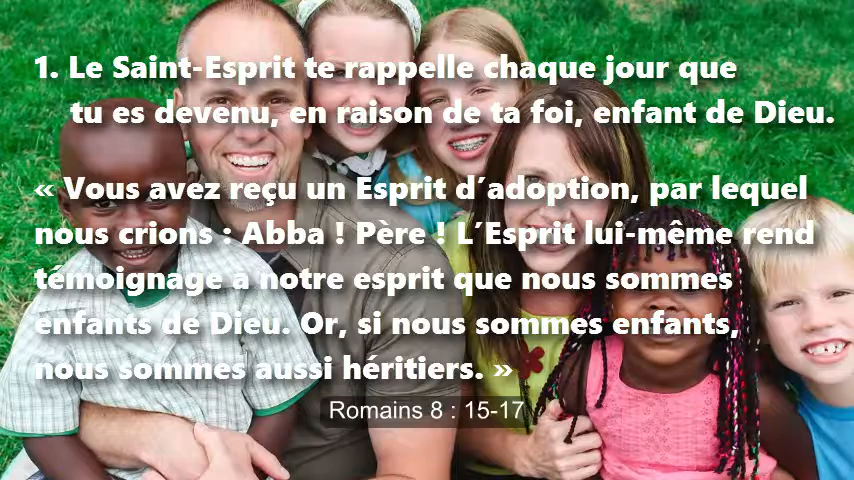 1. Le Saint-Esprit te rappelle chaque jour que
tu es devenu, en raison de ta foi, enfant de Dieu.
« Vous avez reçu un Esprit d’adoption, par lequel
nous crions : Abba ! Père ! L’Esprit lui-même rend
témoignage à notre esprit que nous sommes
enfants de Dieu. Or, si nous sommes enfants,
nous sommes aussi héritiers. »
Romains 8 : 15-17